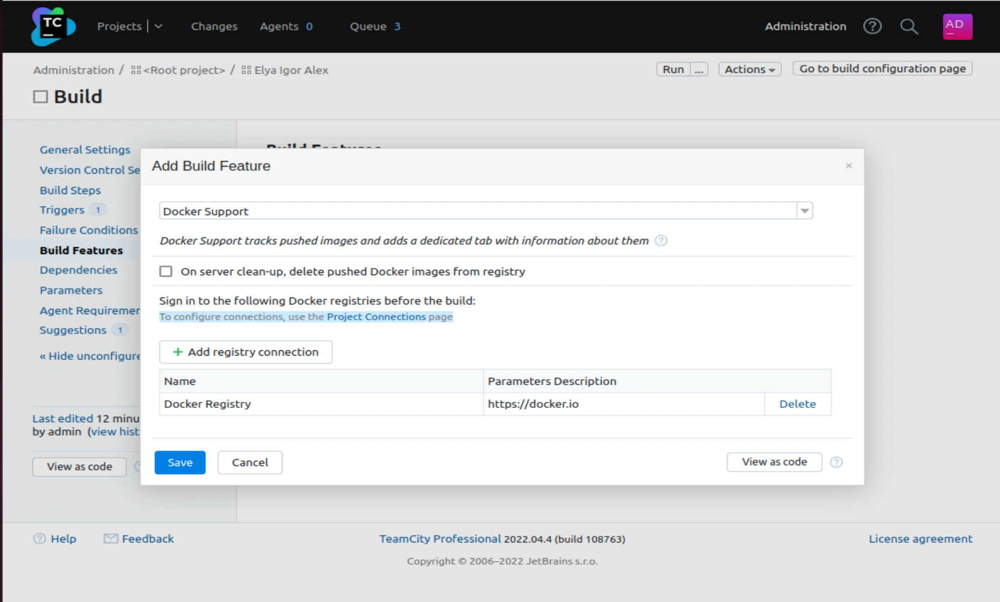 TC
Projects
Changes
Agents 0
Queue 3
Administration
AD
Administration / <Root project> / Elya Igor Alex
Run ...
Actions
Go to build configuration page
Build
General Settings
Version Control Se
Build Steps
Triggers 1
Failure Conditions
Build Features
Dependencies
Parameters
Agent Requiremen
Suggestions 1
« Hide unconfigure
Last edited 12 minu
by admin (view hist
View as code
Build Features
Add Build Feature
Docker Support
Docker Support tracks pushed images and adds a dedicated tab with information about them
On server clean-up, delete pushed Docker images from registry
Sign in to the following Docker registries before the build:
To configure connections, use the Project Connections page
+ Add registry connection
Name Parameters Description
Docker Registry https://docker.io Delete
Save
Cancel
View as code
Help
Feedback
TeamCity Professional 2022.04.4 (build 108763)
License agreement
Copyright © 2006–2022 JetBrains s.r.o.